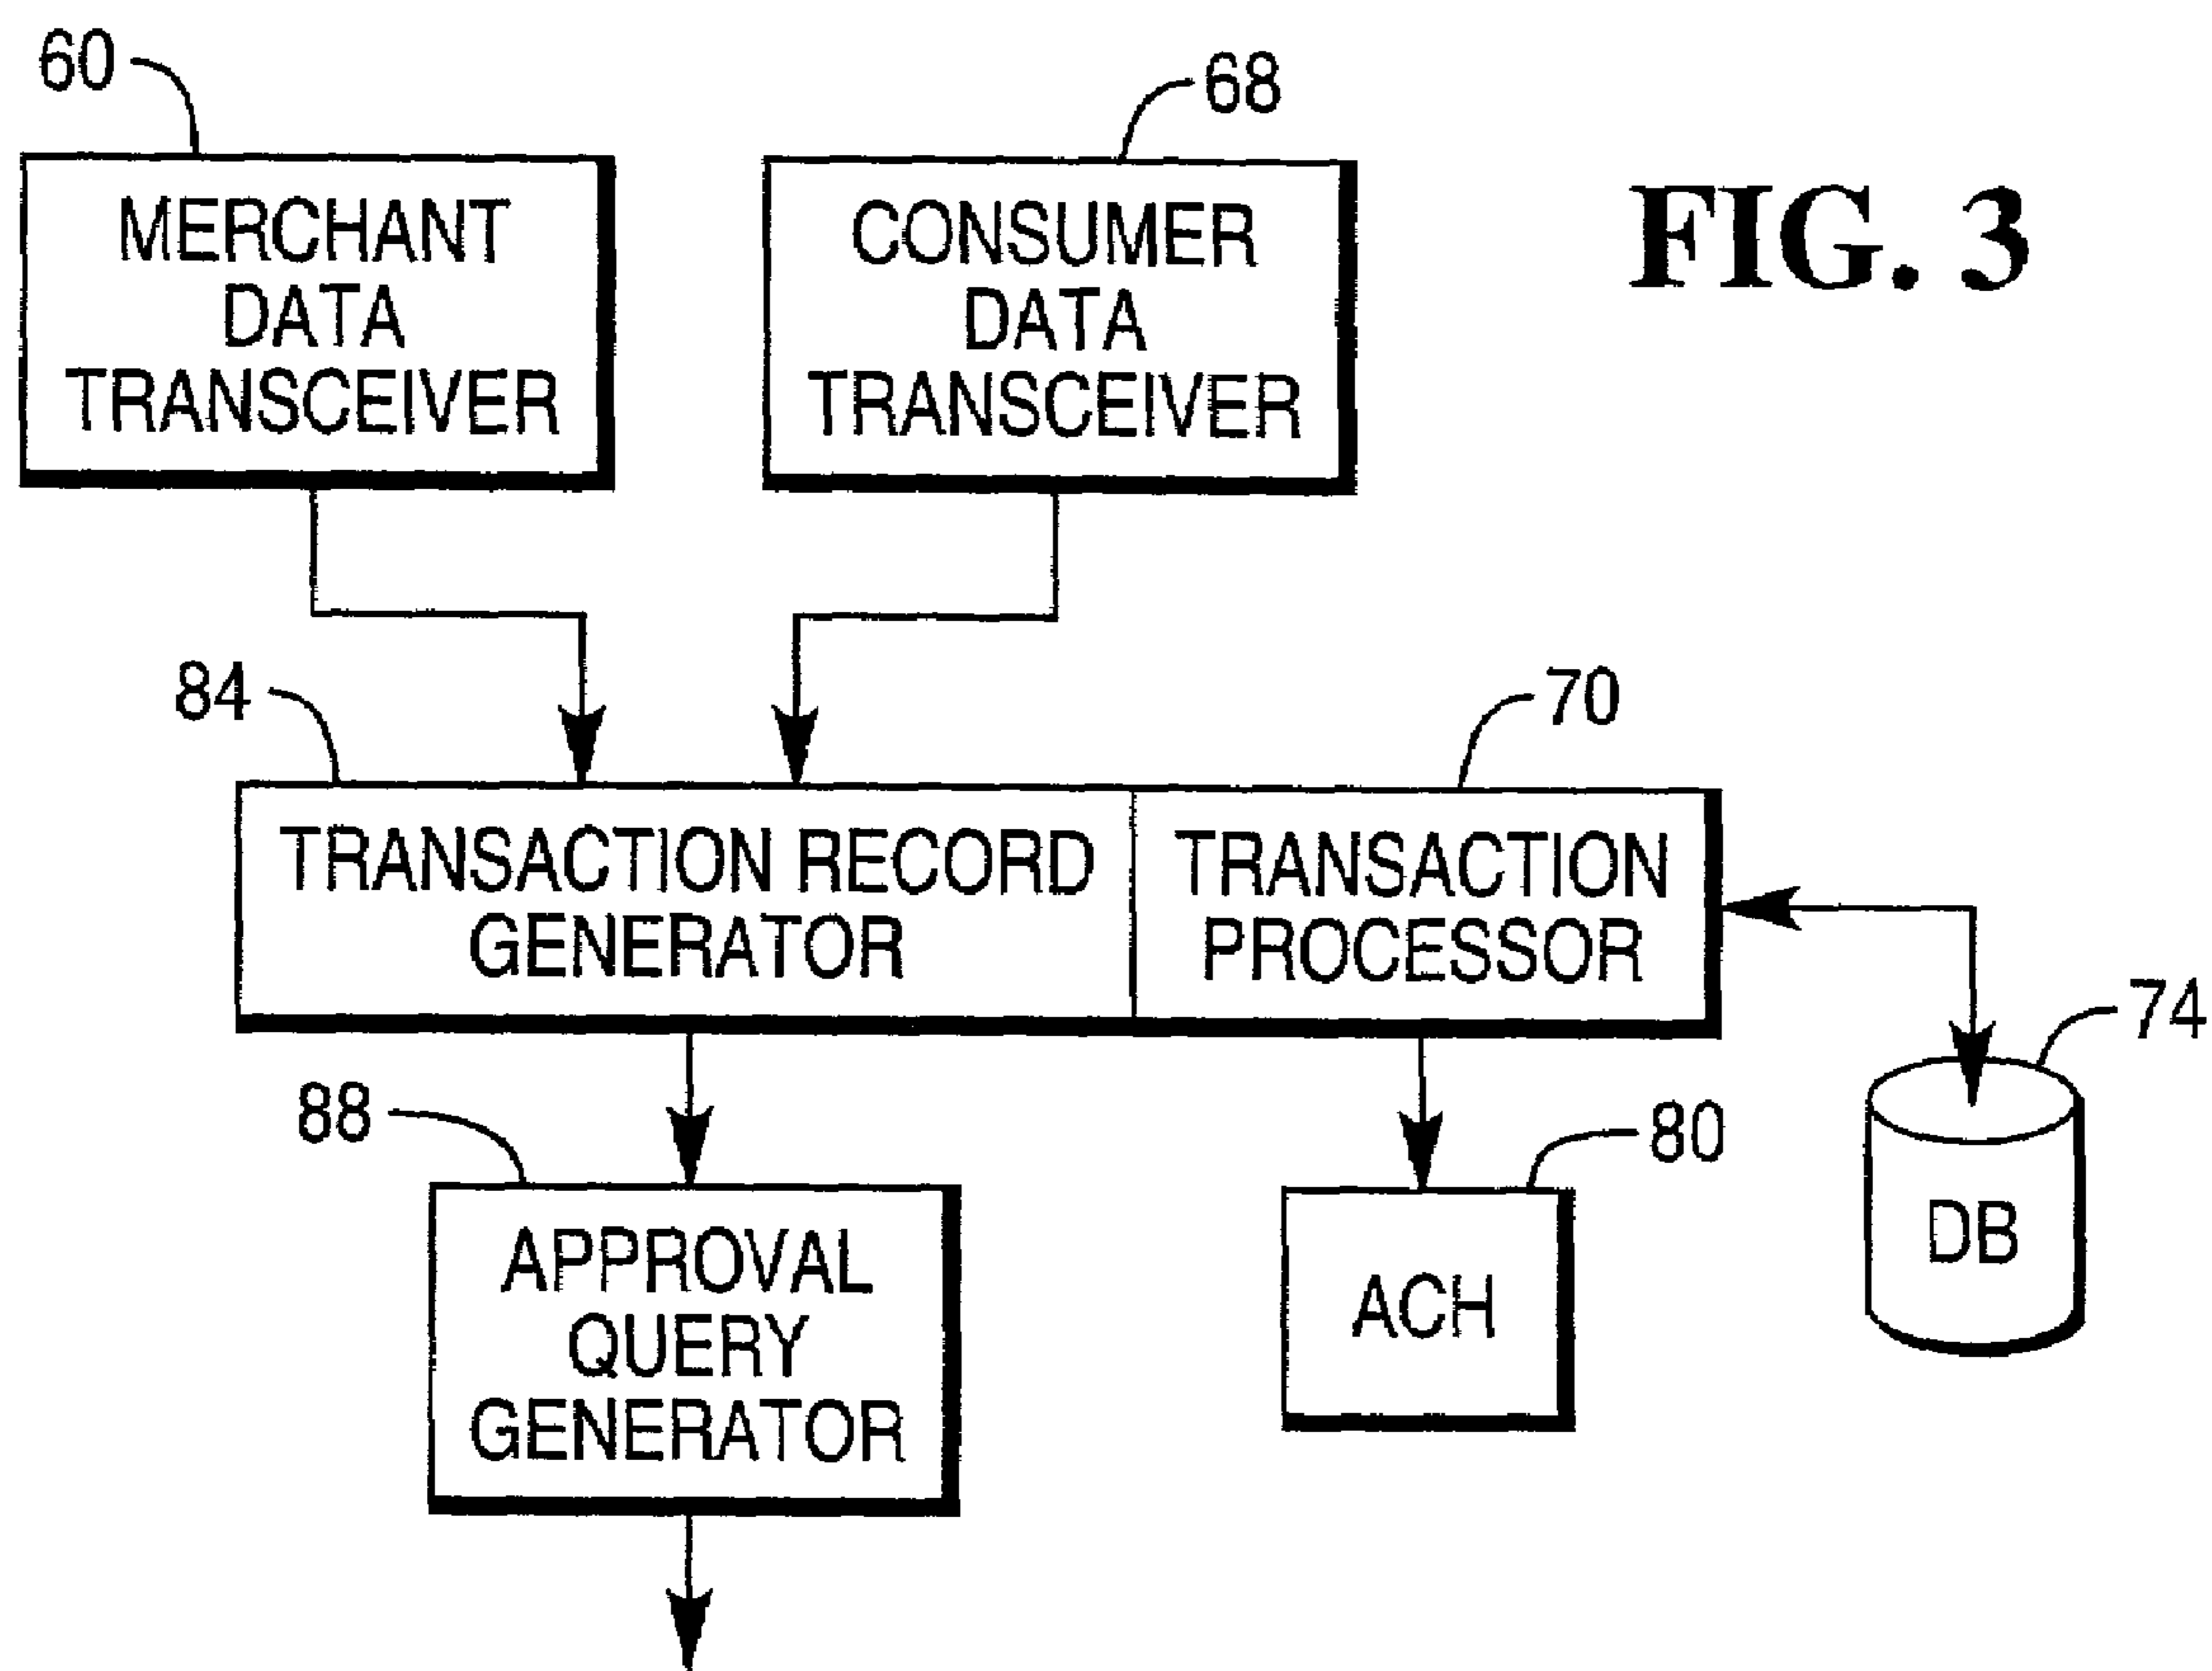 60
68
MERCHANT
DATA
TRANSCEIVER
CONSUMER
DATA
TRANSCEIVER
FIG. 3
84
70
TRANSACTION RECORD
GENERATOR
TRANSACTION
PROCESSOR
74
88
80
APPROVAL
QUERY
GENERATOR
ACH
DB